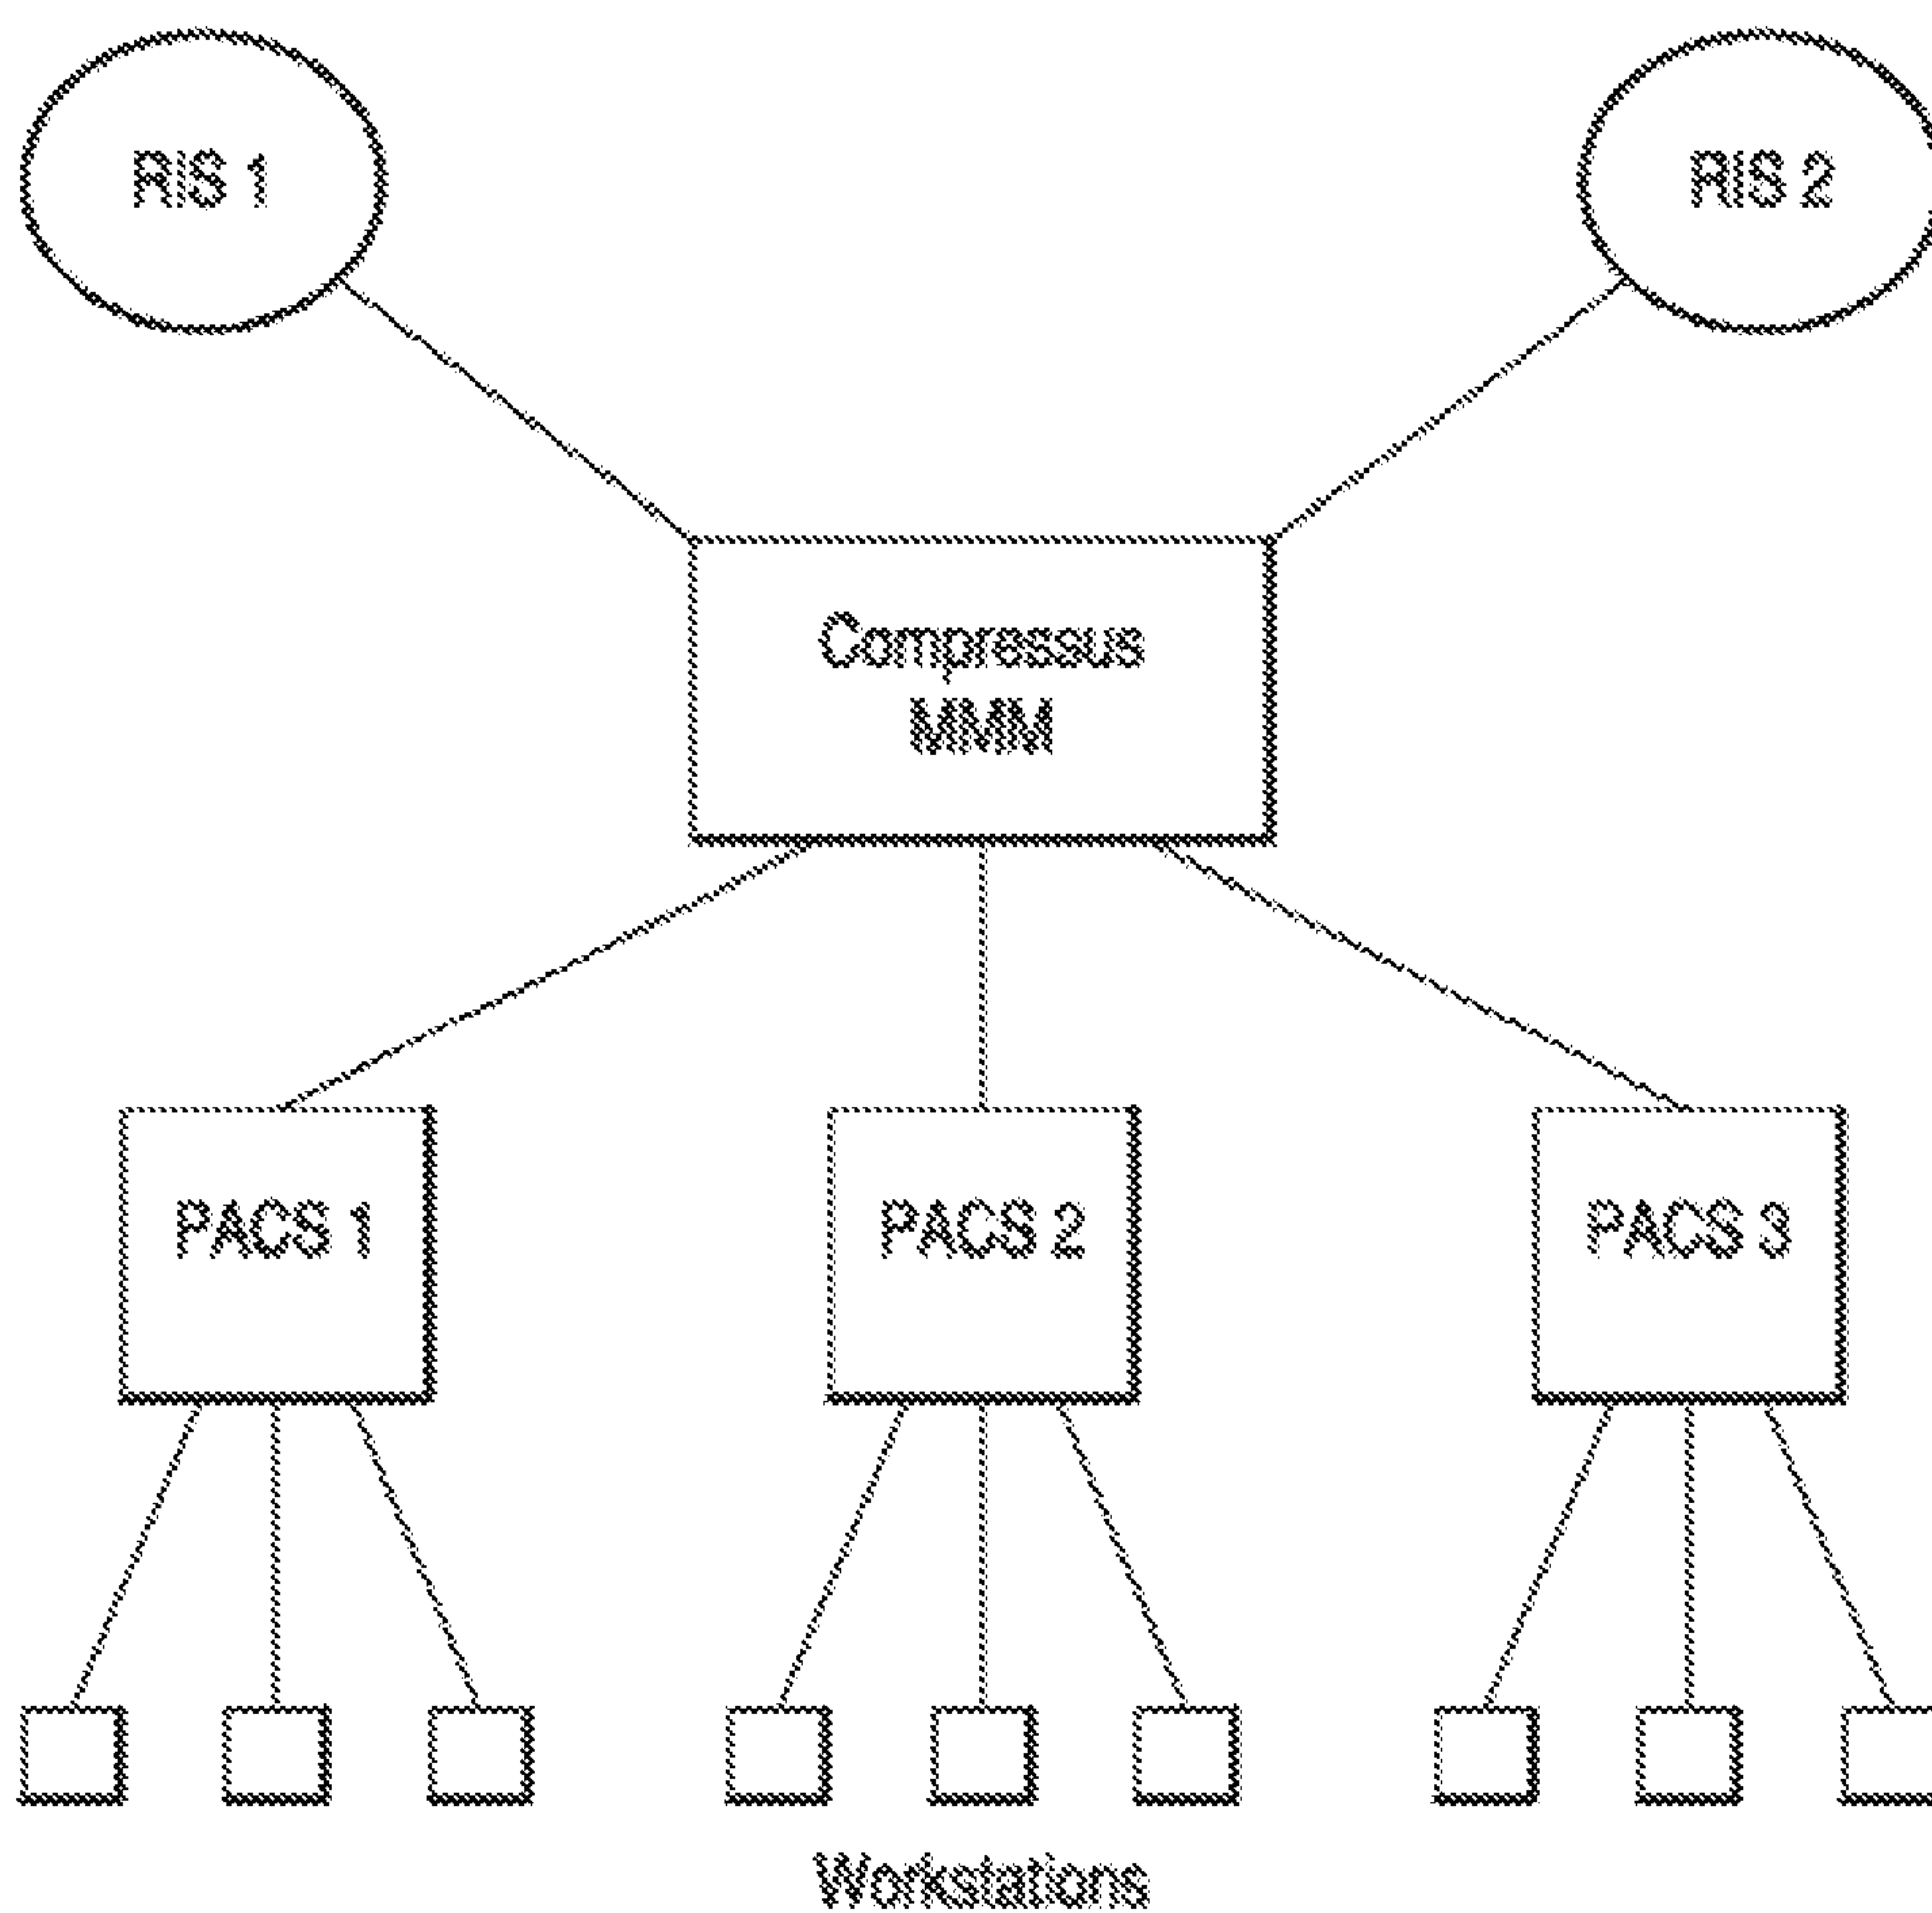 RIS 1
RIS 2
Compressus
MMM
PACS 1
PACS 2
PACS 3
Workstations